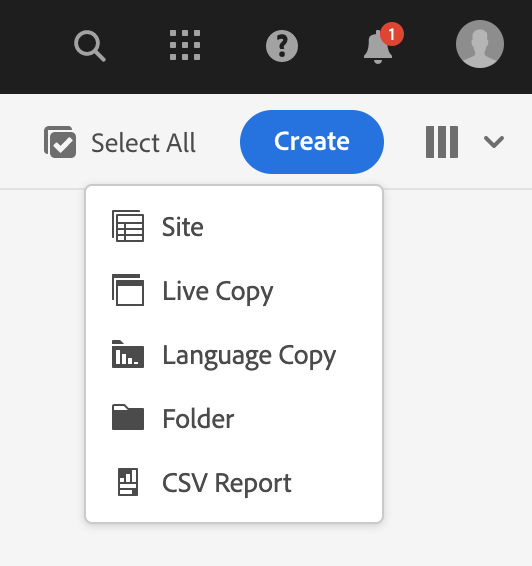 1
Select All
Create
Site
Live Copy
Language Copy
Folder
CSV Report